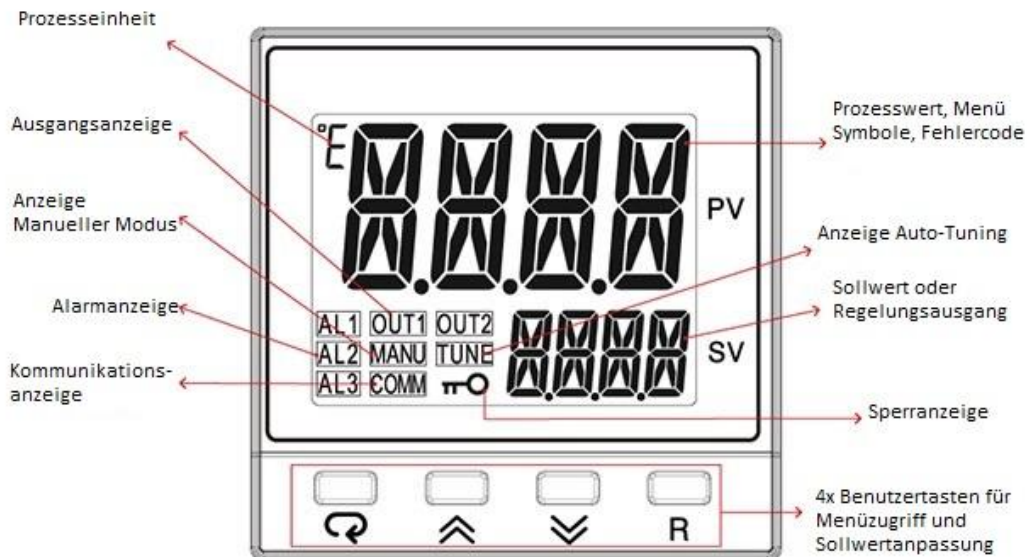 Prozesseinheit
Ausgangsanzeige
Anzeige
Manueller Modus
Alarmanzeige
Kommunikations-
anzeige
°E
PV
AL1 OUT1 OUT2
AL2 MANU TUNE
AL3 COMM
SV
R
Prozesswert, Menü
Symbole, Fehlercode
Anzeige Auto-Tuning
Sollwert oder
Regelungsausgang
Sperranzeige
4x Benutzertasten für
Menüzugriff und
Sollwertanpassung